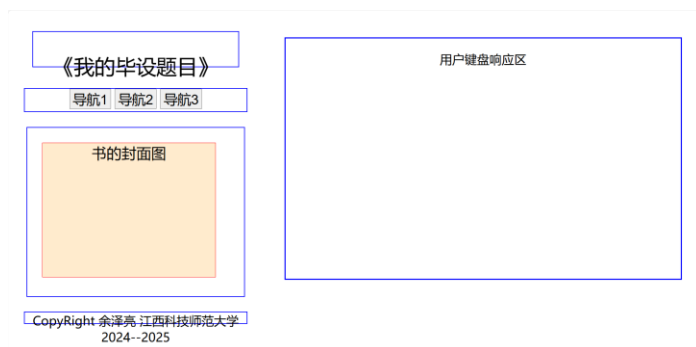 《我的毕设题目》
导航1 导航2 导航3
书的封面图
CopyRight 余泽亮 江西科技师范大学
2024--2025
用户键盘响应区